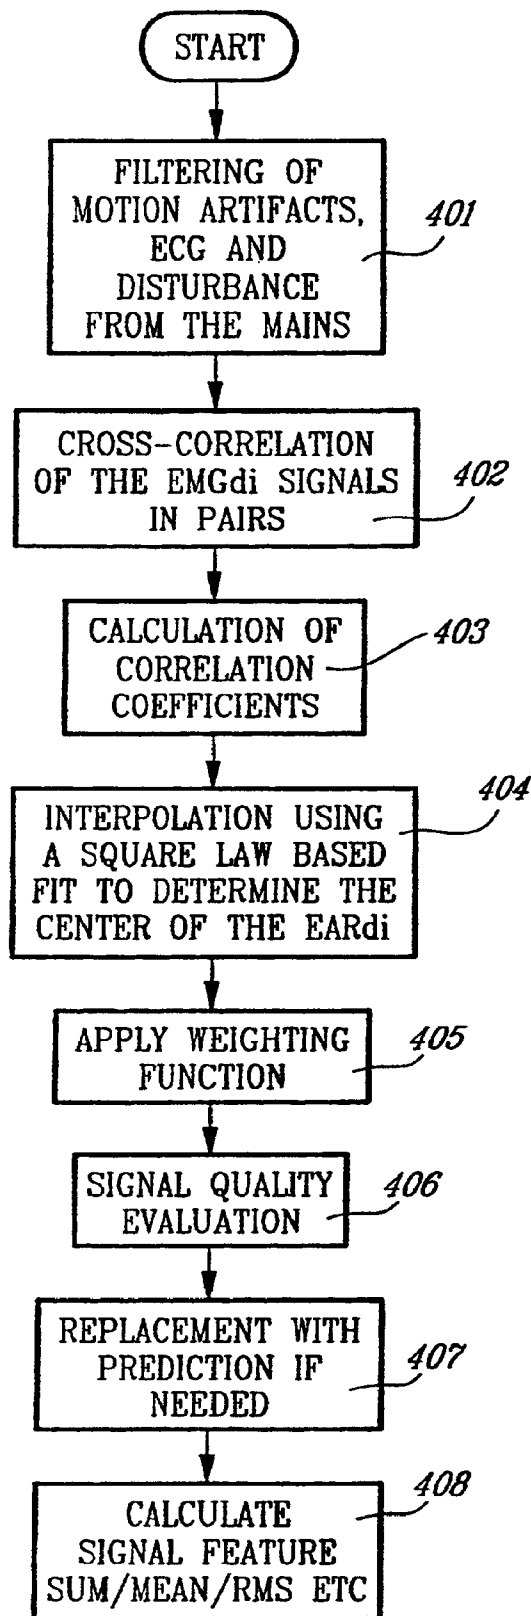 START
FILTERING OF
MOTION ARTIFACTS,
ECG AND
DISTURBANCE
FROM THE MAINS
401
CROSS-CORRELATION
OF THE EMGdi SIGNALS
IN PAIRS
402
CALCULATION OF
CORRELATION
COEFFICIENTS
403
INTERPOLATION USING
A SQUARE LAW BASED
FIT TO DETERMINE THE
CENTER OF THE EARdi
404
APPLY WEIGHTING
FUNCTION
405
SIGNAL QUALITY
EVALUATION
406
REPLACEMENT WITH
PREDICTION IF
NEEDED
407
CALCULATE
SIGNAL FEATURE
SUM/MEAN/RMS ETC
408